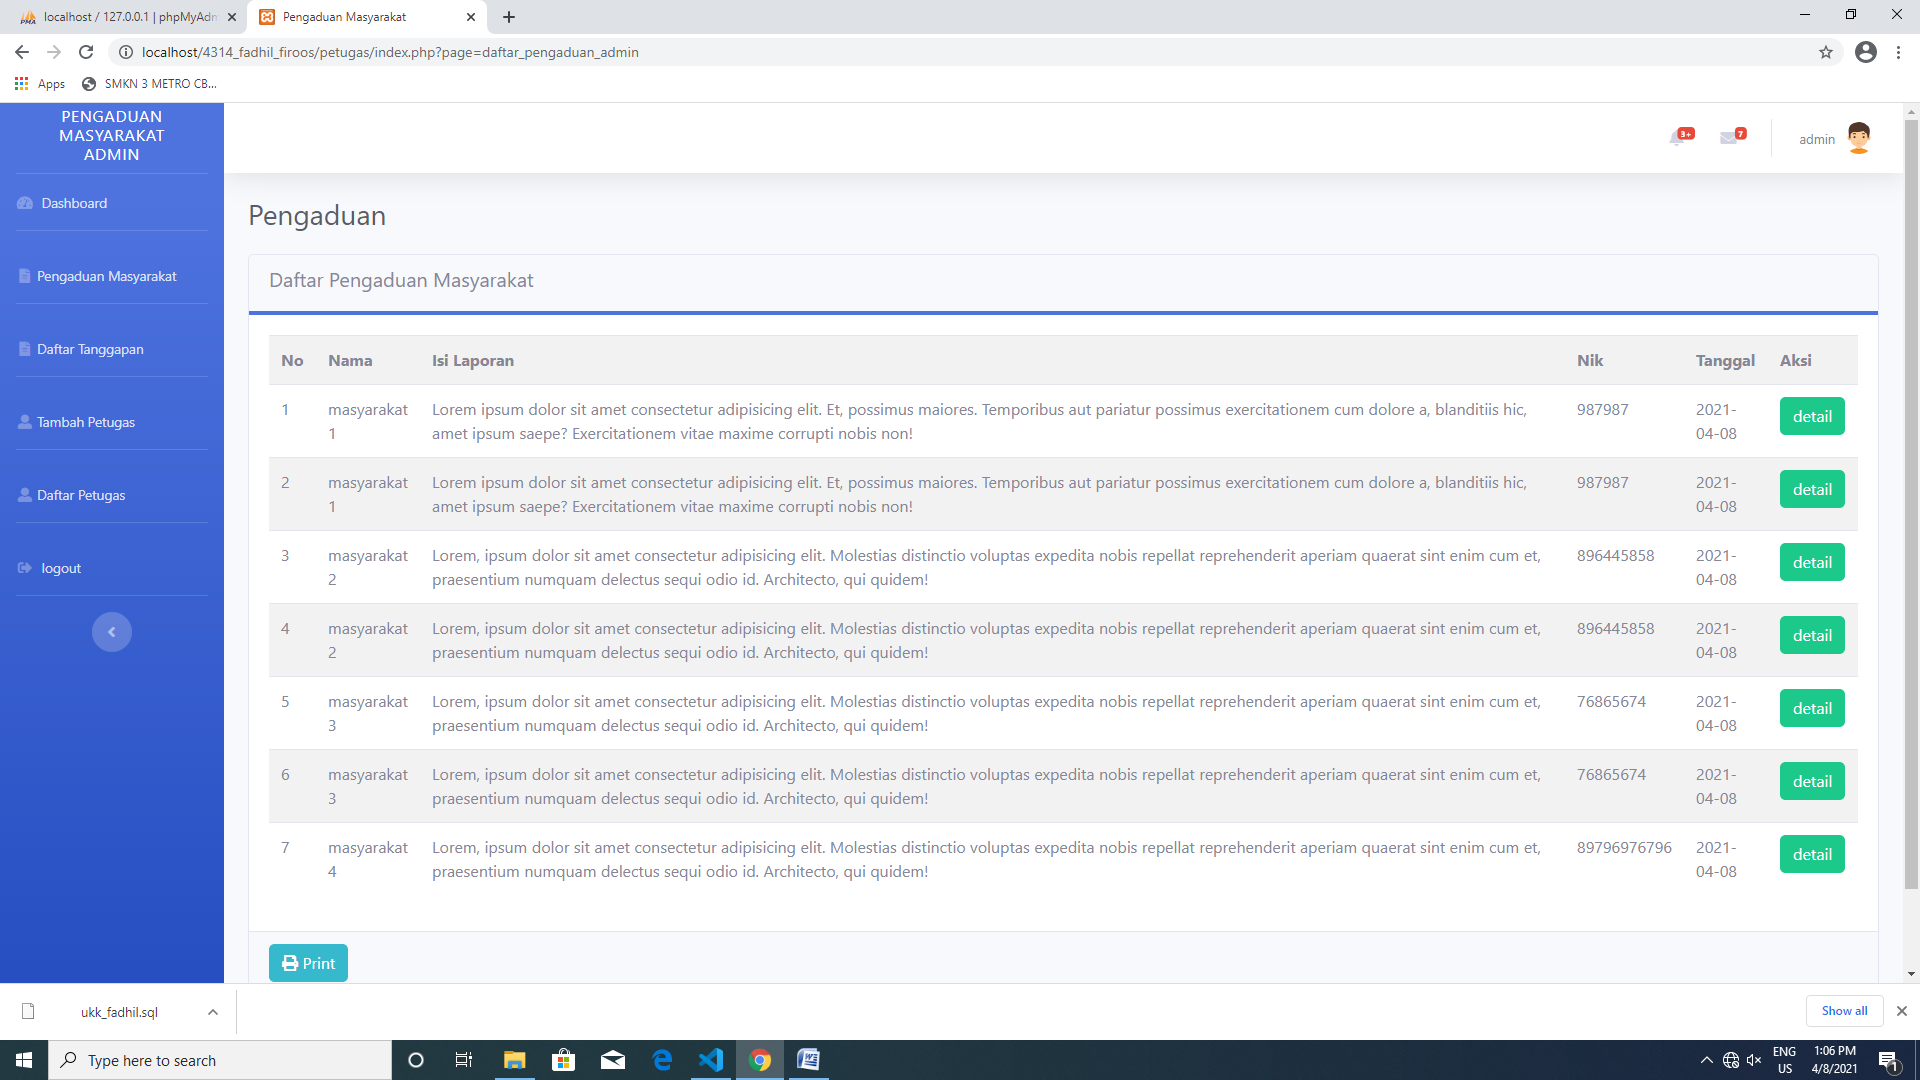 localhost / 127.0.0.1 | phpMyAdm
Pengaduan Masyarakat
localhost/4314_fadhil_firoos/petugas/index.php?page=daftar_pengaduan_admin
Apps
SMKN 3 METRO CB...
PENGADUAN
MASYARAKAT
ADMIN
3+
7
admin
Dashboard
Pengaduan Masyarakat
Daftar Tanggapan
Tambah Petugas
Daftar Petugas
logout
Pengaduan
Daftar Pengaduan Masyarakat
No Nama Isi Laporan Nik Tanggal Aksi
1 masyarakat Lorem ipsum dolor sit amet consectetur adipisicing elit. Et, possimus maiores. Temporibus aut pariatur possimus exercitationem cum dolore a, blanditiis hic, 987987 2021- detail
1 amet ipsum saepe? Exercitationem vitae maxime corrupti nobis non! 04-08
2 masyarakat Lorem ipsum dolor sit amet consectetur adipisicing elit. Et, possimus maiores. Temporibus aut pariatur possimus exercitationem cum dolore a, blanditiis hic, 987987 2021- detail
1 amet ipsum saepe? Exercitationem vitae maxime corrupti nobis non! 04-08
3 masyarakat Lorem, ipsum dolor sit amet consectetur adipisicing elit. Molestias distinctio voluptas expedita nobis repellat reprehenderit aperiam quaerat sint enim cum et, 896445858 2021- detail
2 praesentium numquam delectus sequi odio id. Architecto, qui quidem! 04-08
4 masyarakat Lorem, ipsum dolor sit amet consectetur adipisicing elit. Molestias distinctio voluptas expedita nobis repellat reprehenderit aperiam quaerat sint enim cum et, 896445858 2021- detail
2 praesentium numquam delectus sequi odio id. Architecto, qui quidem! 04-08
5 masyarakat Lorem, ipsum dolor sit amet consectetur adipisicing elit. Molestias distinctio voluptas expedita nobis repellat reprehenderit aperiam quaerat sint enim cum et, 76865674 2021- detail
3 praesentium numquam delectus sequi odio id. Architecto, qui quidem! 04-08
6 masyarakat Lorem, ipsum dolor sit amet consectetur adipisicing elit. Molestias distinctio voluptas expedita nobis repellat reprehenderit aperiam quaerat sint enim cum et, 76865674 2021- detail
3 praesentium numquam delectus sequi odio id. Architecto, qui quidem! 04-08
7 masyarakat Lorem, ipsum dolor sit amet consectetur adipisicing elit. Molestias distinctio voluptas expedita nobis repellat reprehenderit aperiam quaerat sint enim cum et, 89796976796 2021- detail
4 praesentium numquam delectus sequi odio id. Architecto, qui quidem! 04-08
Print
ukk_fadhil.sql
Show all
Type here to search
ENG
US
1:06 PM
4/8/2021
1